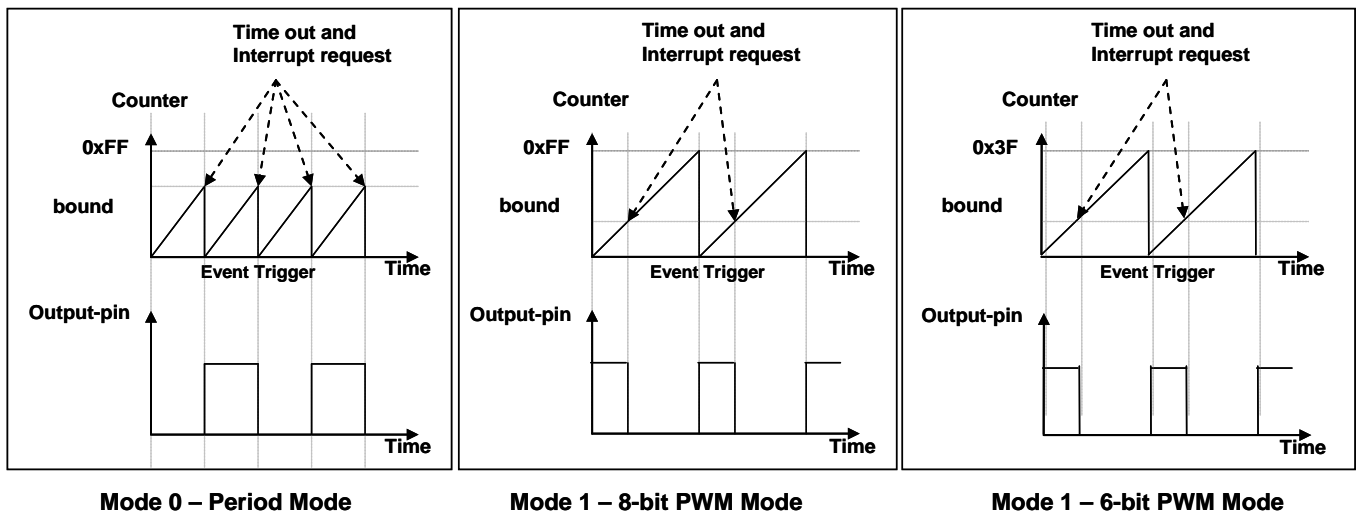 Time out and
Interrupt request
Counter
0xFF
bound
Event Trigger
Time
Output-pin
Time
Mode 0 – Period Mode
Time out and
Interrupt request
Counter
0xFF
bound
Event Trigger
Time
Output-pin
Time
Mode 1 – 8-bit PWM Mode
Time out and
Interrupt request
Counter
0x3F
bound
Event Trigger
Time
Output-pin
Time
Mode 1 – 6-bit PWM Mode